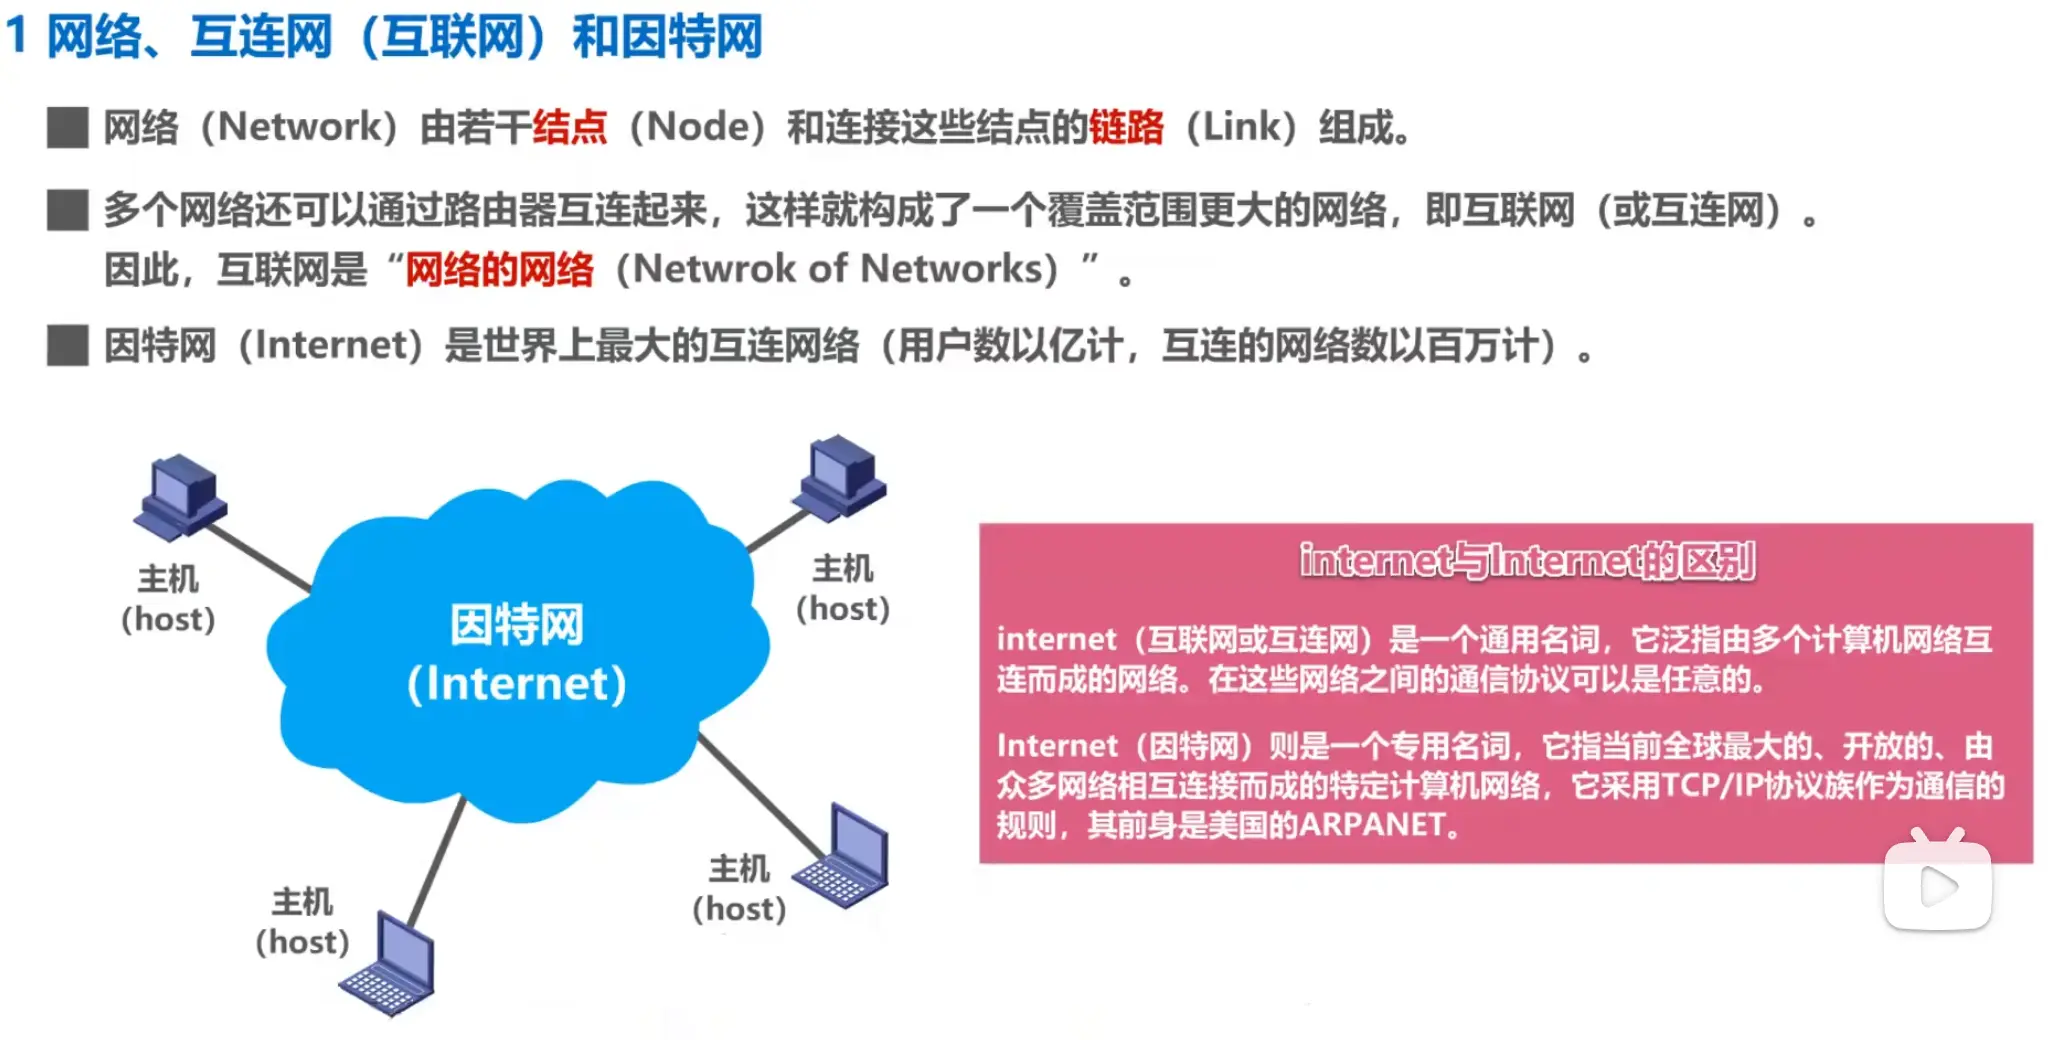 1 网络、互连网（互联网）和因特网
网络（Network）由若干结点（Node）和连接这些结点的链路（Link）组成。
多个网络还可以通过路由器互连起来，这样就构成了一个覆盖范围更大的网络，即互联网（或互连网）。
因此，互联网是“网络的网络（Netwrok of Networks）”。
因特网（Internet）是世界上最大的互连网络（用户数以亿计，互连的网络数以百万计）。
主机
(host)
主机
(host)
因特网
(Internet)
主机
(host)
主机
(host)
internet与Internet的区别
internet（互联网或互连网）是一个通用名词，它泛指由多个计算机网络互
连而成的网络。在这些网络之间的通信协议可以是任意的。
Internet（因特网）则是一个专用名词，它指当前全球最大的、开放的、由
众多网络相互连接而成的特定计算机网络，它采用TCP/IP协议族作为通信的
规则，其前身是美国的ARPANET。